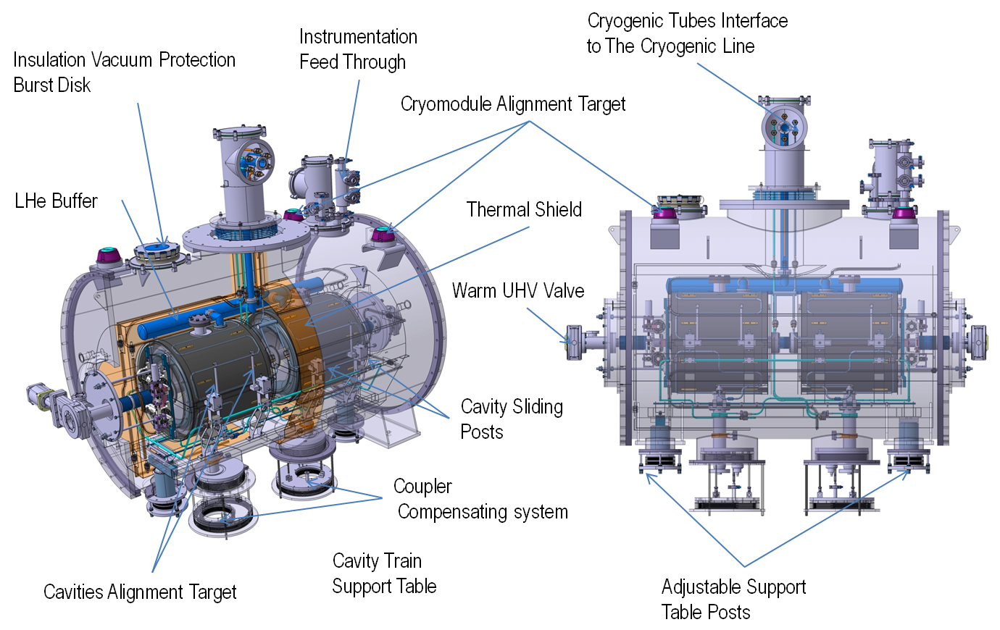 Cryogenic Tubes Interface
to The Cryogenic Line
Instrumentation
Feed Through
Insulation Vacuum Protection
Burst Disk
Cryomodule Alignment Target
LHe Buffer
Thermal Shield
Warm UHV Valve
Cavity Sliding
Posts
Coupler
Compensating system
Cavity Train
Support Table
Cavities Alignment Target
Adjustable Support
Table Posts